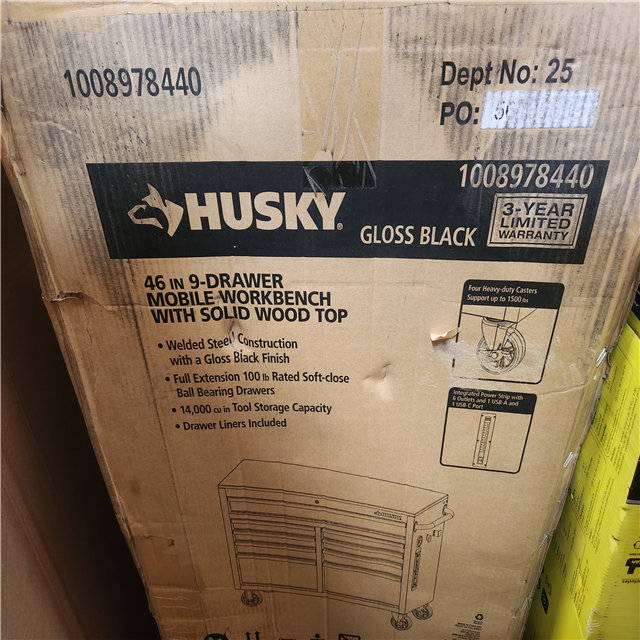 1008978440
Dept No: 25
PO:
1008978440
HUSKY®
GLOSS BLACK
3-YEAR
LIMITED
WARRANTY
46 IN 9-DRAWER
MOBILE WORKBENCH
WITH SOLID WOOD TOP
• Welded Steel Construction
with a Gloss Black Finish
• Full Extension 100 lb Rated Soft-close
Ball Bearing Drawers
• 14,000 cu in Tool Storage Capacity
• Drawer Liners Included
Four Heavy-duty Casters
Support up to 1500 lbs
Integrated Power Strip with
6 Outlets and 1 USB-A and
1 USB-C Port